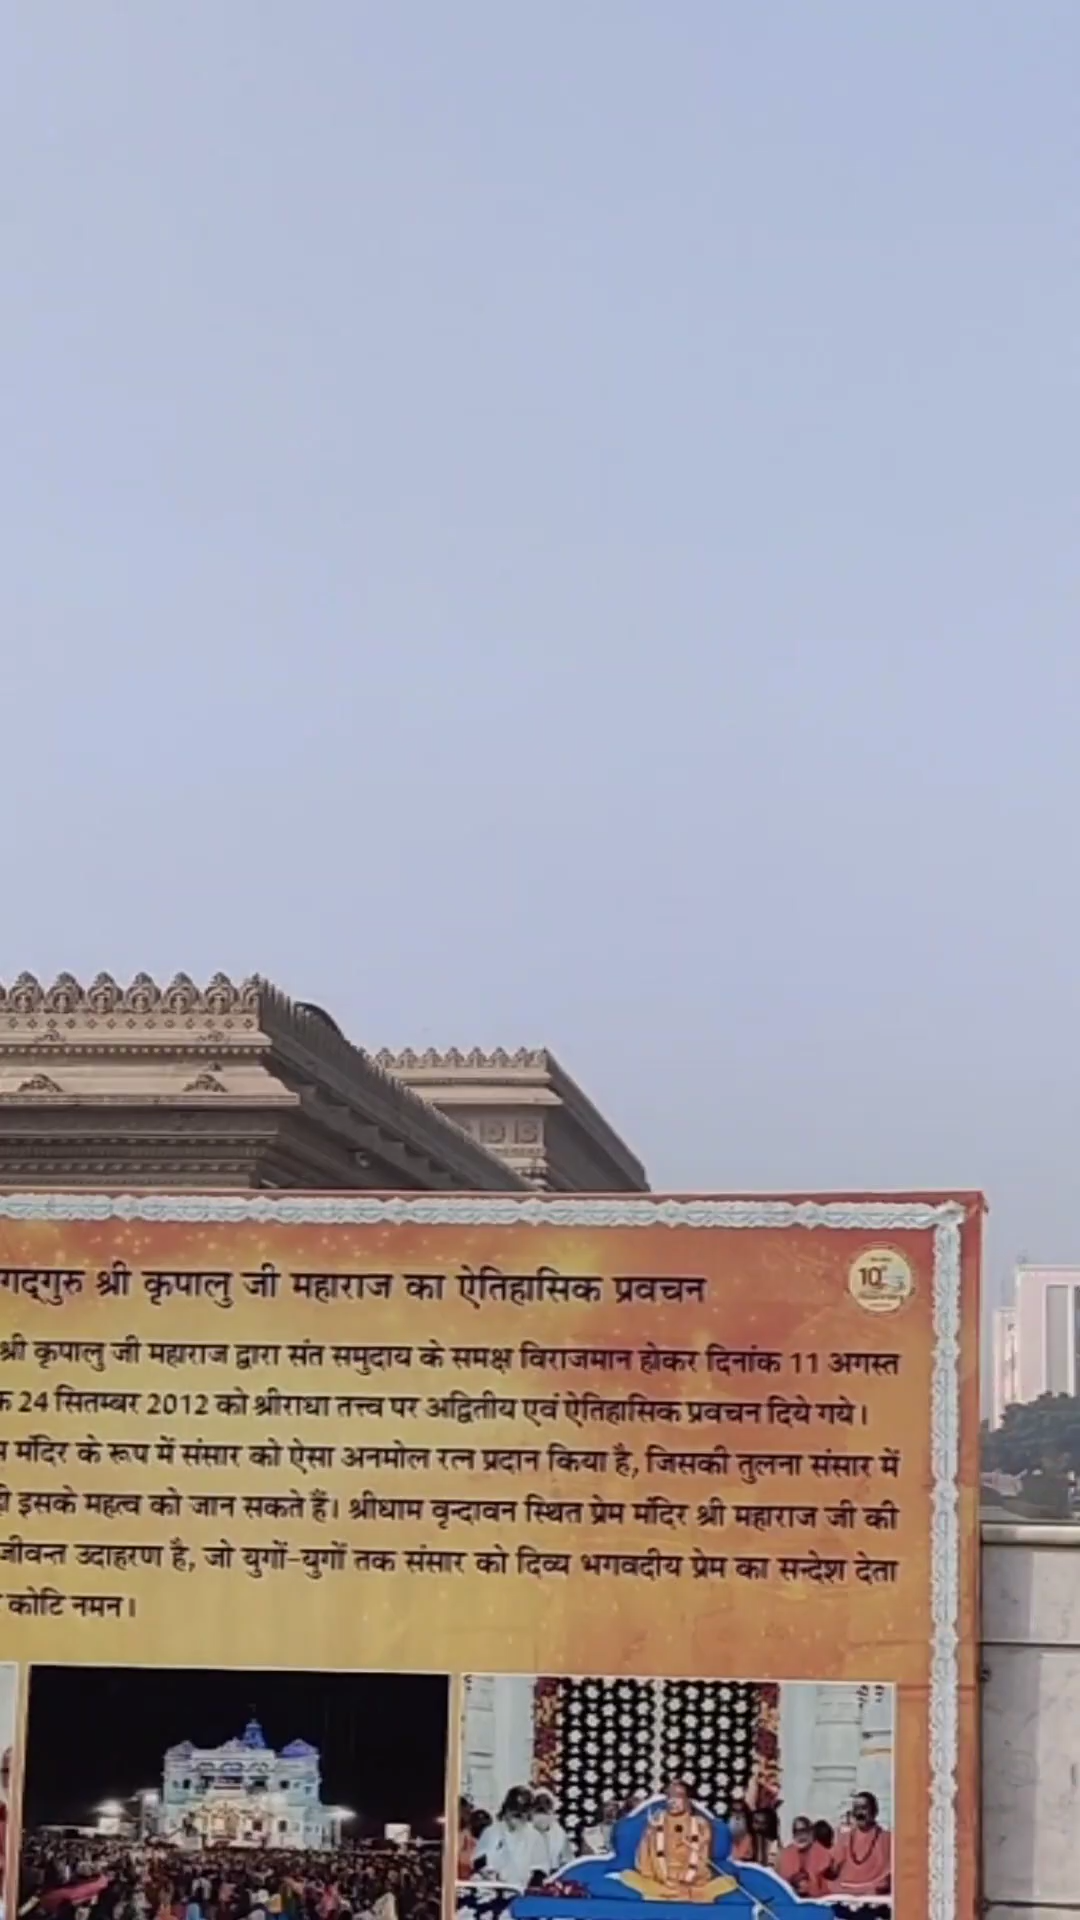 गद्गुरु श्री कृपालु जी महाराज का ऐतिहासिक प्रवचन
10
श्री कृपालु जी महाराज द्वारा संत समुदाय के समक्ष विराजमान होकर दिनांक 11 अगस्त
24 सितम्बर 2012 को श्रीराधा तत्त्व पर अद्वितीय एवं ऐतिहासिक प्रवचन दिये गये।
मंदिर के रूप में संसार को ऐसा अनमोल रत्न प्रदान किया है, जिसकी तुलना संसार में
इसके महत्व को जान सकते हैं। श्रीधाम वृन्दावन स्थित प्रेम मंदिर श्री महाराज जी की
जीवन्त उदाहरण है, जो युगों-युगों तक संसार को दिव्य भगवदीय प्रेम का सन्देश देता
कोटि नमन।